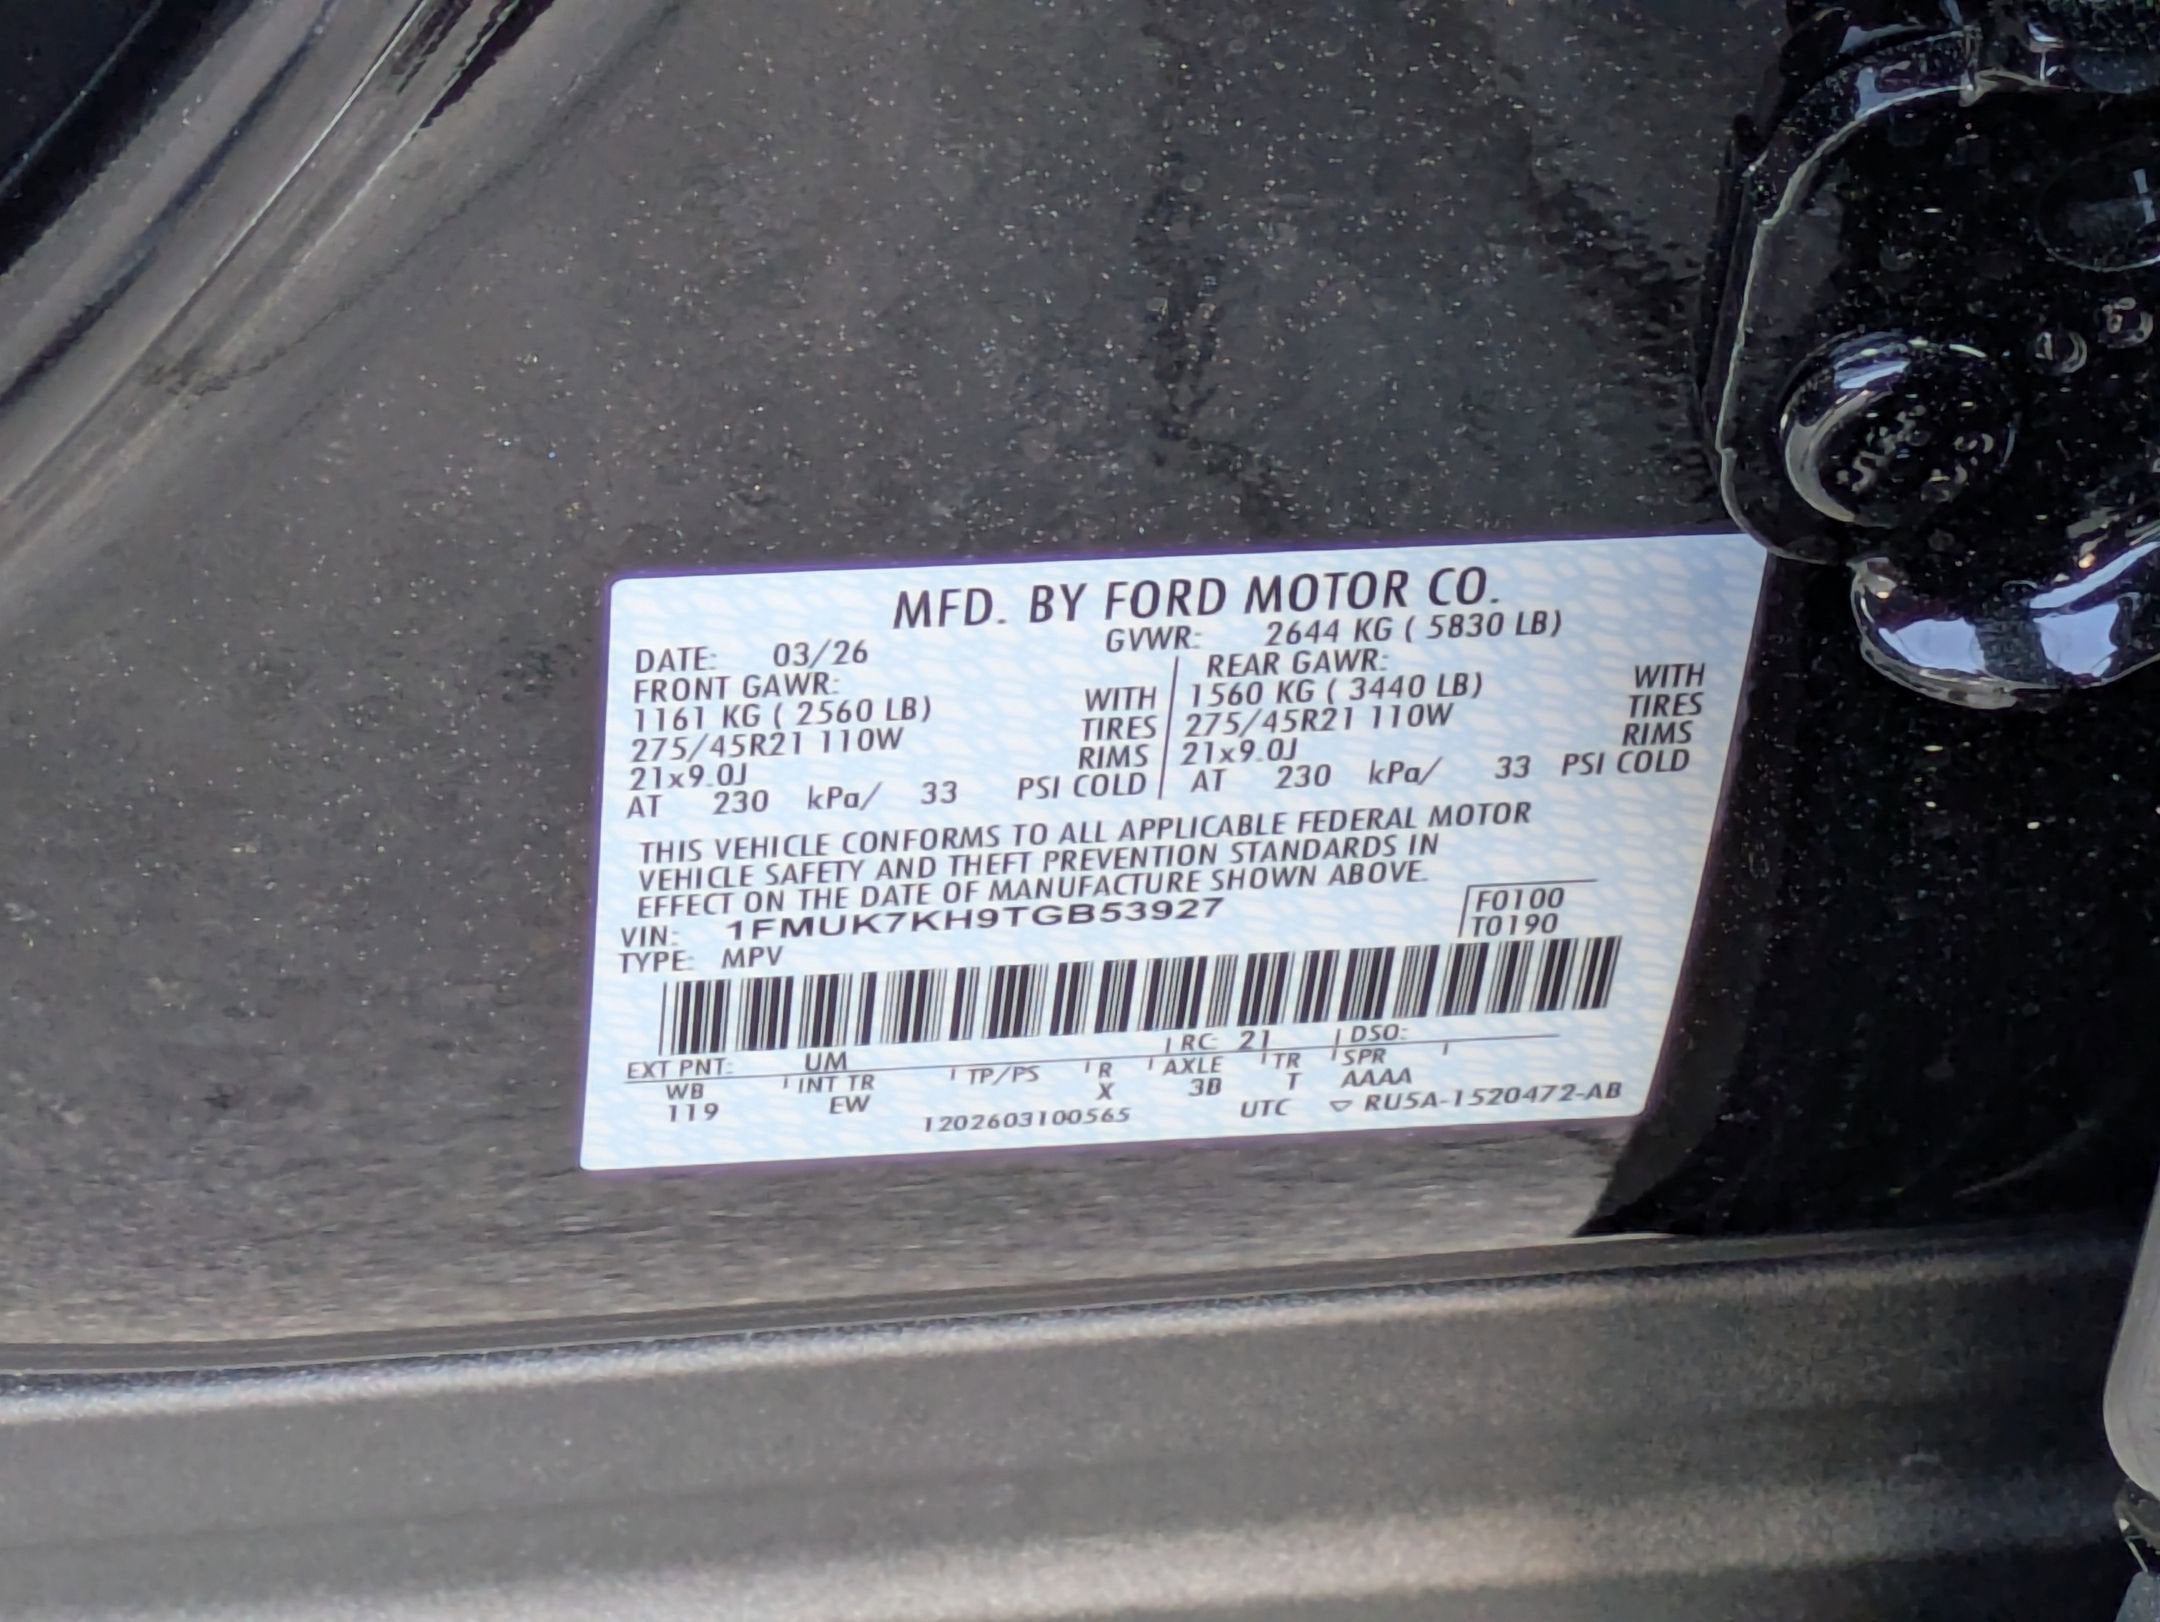 MFD. BY FORD MOTOR CO.
DATE: 03/26 GVWR: 2644 KG ( 5830 LB)
FRONT GAWR: REAR GAWR:
1161 KG ( 2560 LB) WITH 1560 KG ( 3440 LB) WITH
275/45R21 110W TIRES 275/45R21 110W TIRES
21x9.0J RIMS 21x9.0J RIMS
AT 230 kPa/ 33 PSI COLD AT 230 kPa/ 33 PSI COLD
THIS VEHICLE CONFORMS TO ALL APPLICABLE FEDERAL MOTOR
VEHICLE SAFETY AND THEFT PREVENTION STANDARDS IN
EFFECT ON THE DATE OF MANUFACTURE SHOWN ABOVE.
VIN: 1FMUK7KH9TGB53927 F0100
TYPE: MPV T0190
EXT PNT: UM RC: 21 DSO:
WB INT TR TP/PS R AXLE TR SPR
119 EW X 3B T AAAA
1202603100565 UTC ▽ RU5A-1520472-AB